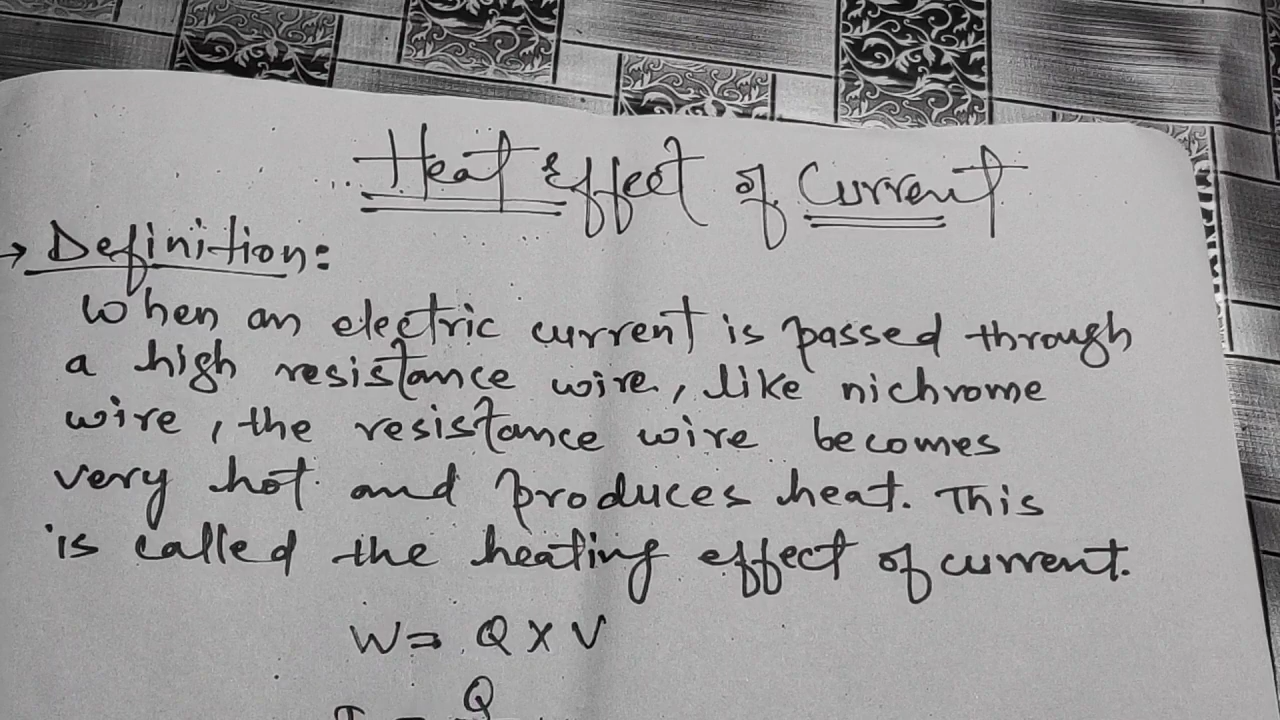 Heat Effect of Current
→ Definition:
When an electric current is passed through
a high resistance wire, like nichrome
wire, the resistance wire becomes
very hot and produces heat. This
is called the heating effect of current.
W = Q X V
Q